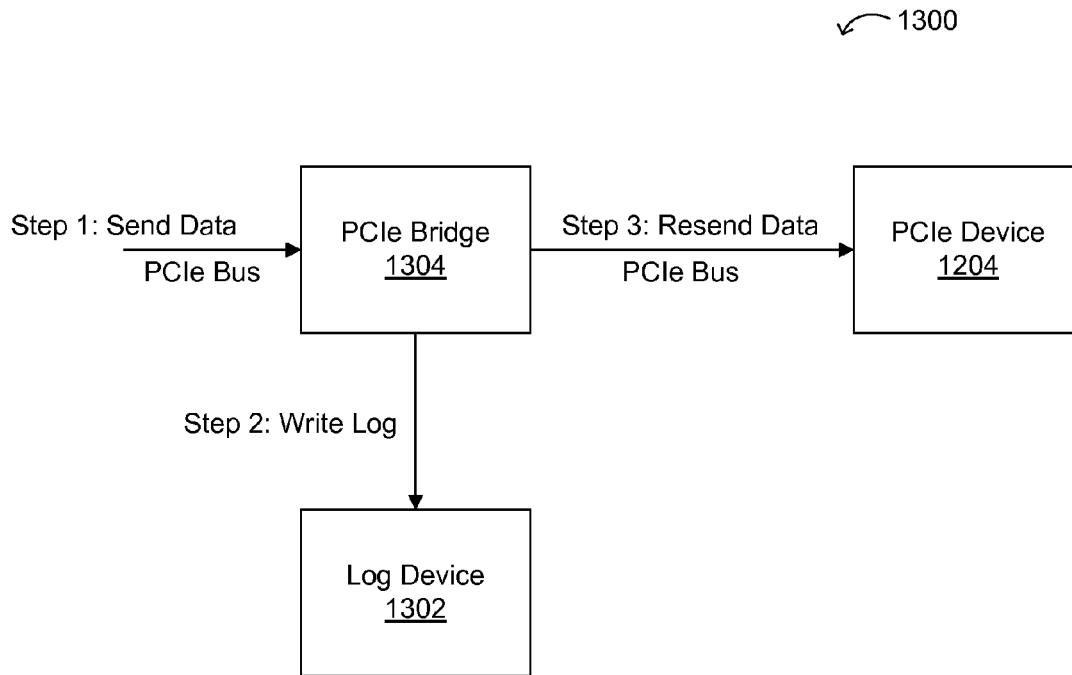 1300
Step 1: Send Data
PCIe Bus
PCIe Bridge
1304
Step 3: Resend Data
PCIe Bus
PCIe Device
1204
Step 2: Write Log
Log Device
1302